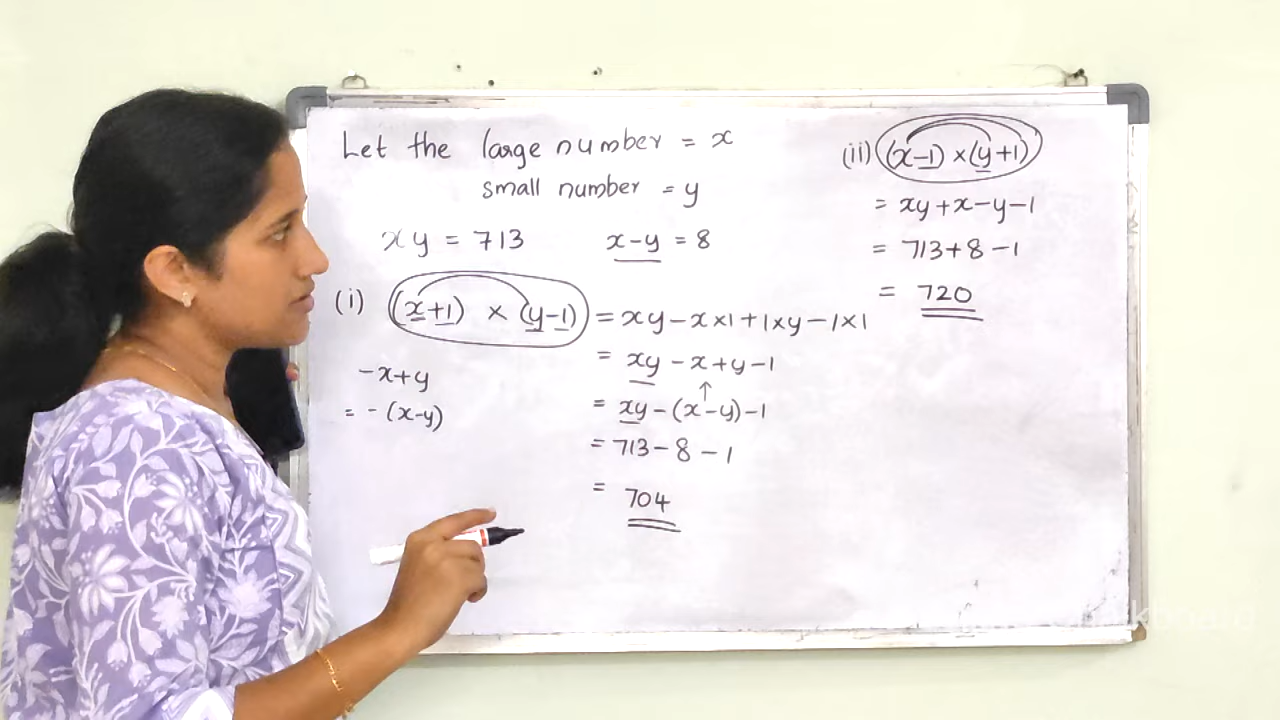 Let the large number = x
small number = y
xy = 713
x-y = 8
(i) (x+1) × (y-1) = xy - x×1 + 1×y - 1×1
= xy - x + y - 1
↑
= xy - (x-y) - 1
= 713 - 8 - 1
= 704
-x+y
= - (x-y)
(ii) (x-1) × (y+1)
= xy + x - y - 1
= 713 + 8 - 1
= 720